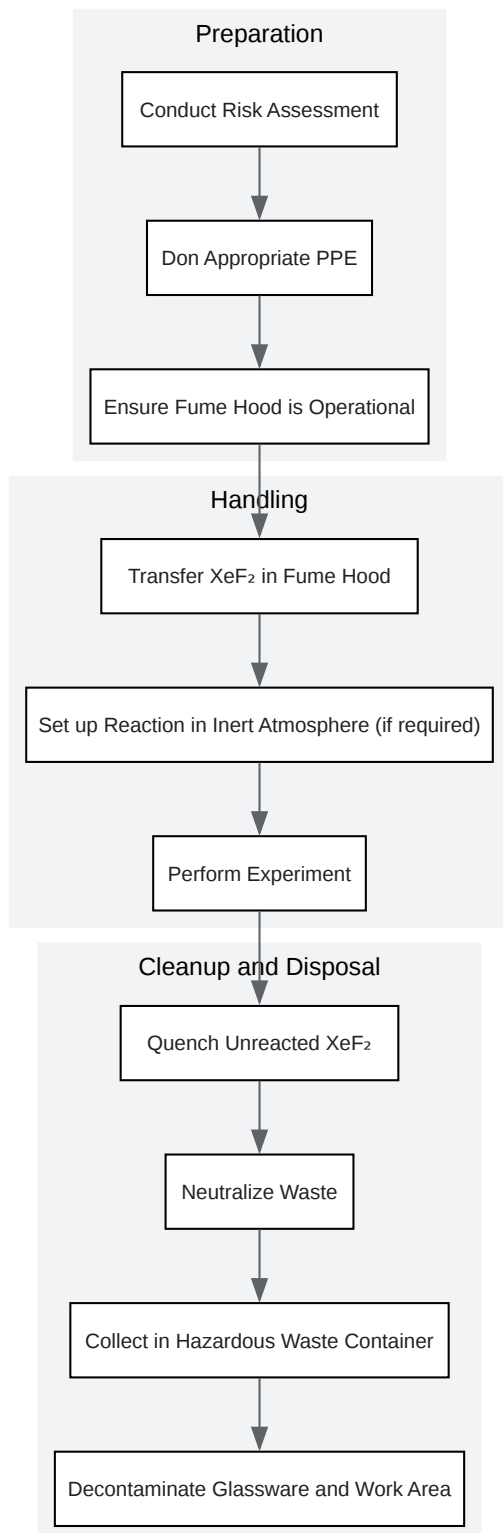 Preparation
Conduct Risk Assessment
Don Appropriate PPE
Ensure Fume Hood is Operational
Handling
Transfer XeF₂ in Fume Hood
Set up Reaction in Inert Atmosphere (if required)
Perform Experiment
Cleanup and Disposal
Quench Unreacted XeF₂
Neutralize Waste
Collect in Hazardous Waste Container
Decontaminate Glassware and Work Area